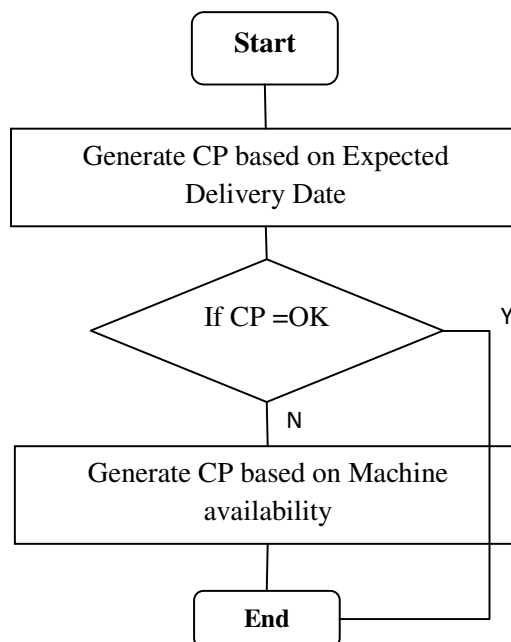 Start
Generate CP based on Expected
Delivery Date
If CP =OK
Y
N
Generate CP based on Machine
availability
End